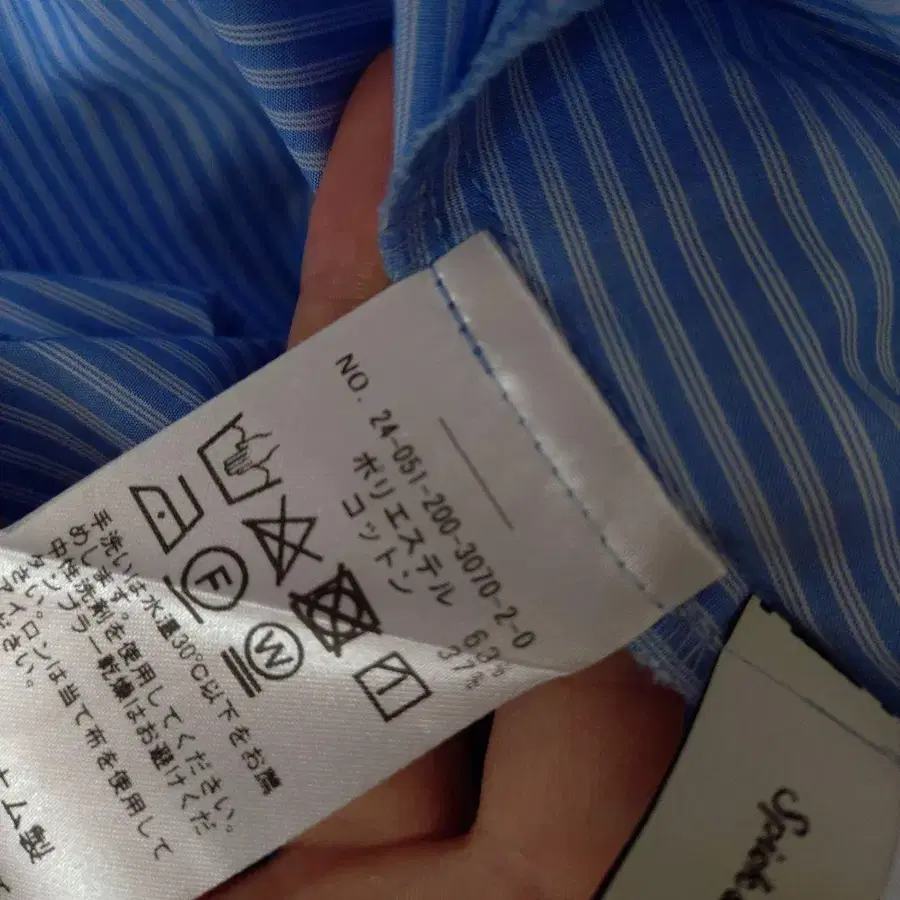 NO. 24-051-200-3070-2-0
ポリエステル 63%
コットン 37%
F
W
手洗いは水温30℃以下をお
めします。
中性洗剤を使用してください。
タンブラー乾燥はお避けくだ
さい。
アイロンは当て布を使用して
ください。
ナム製
Spick